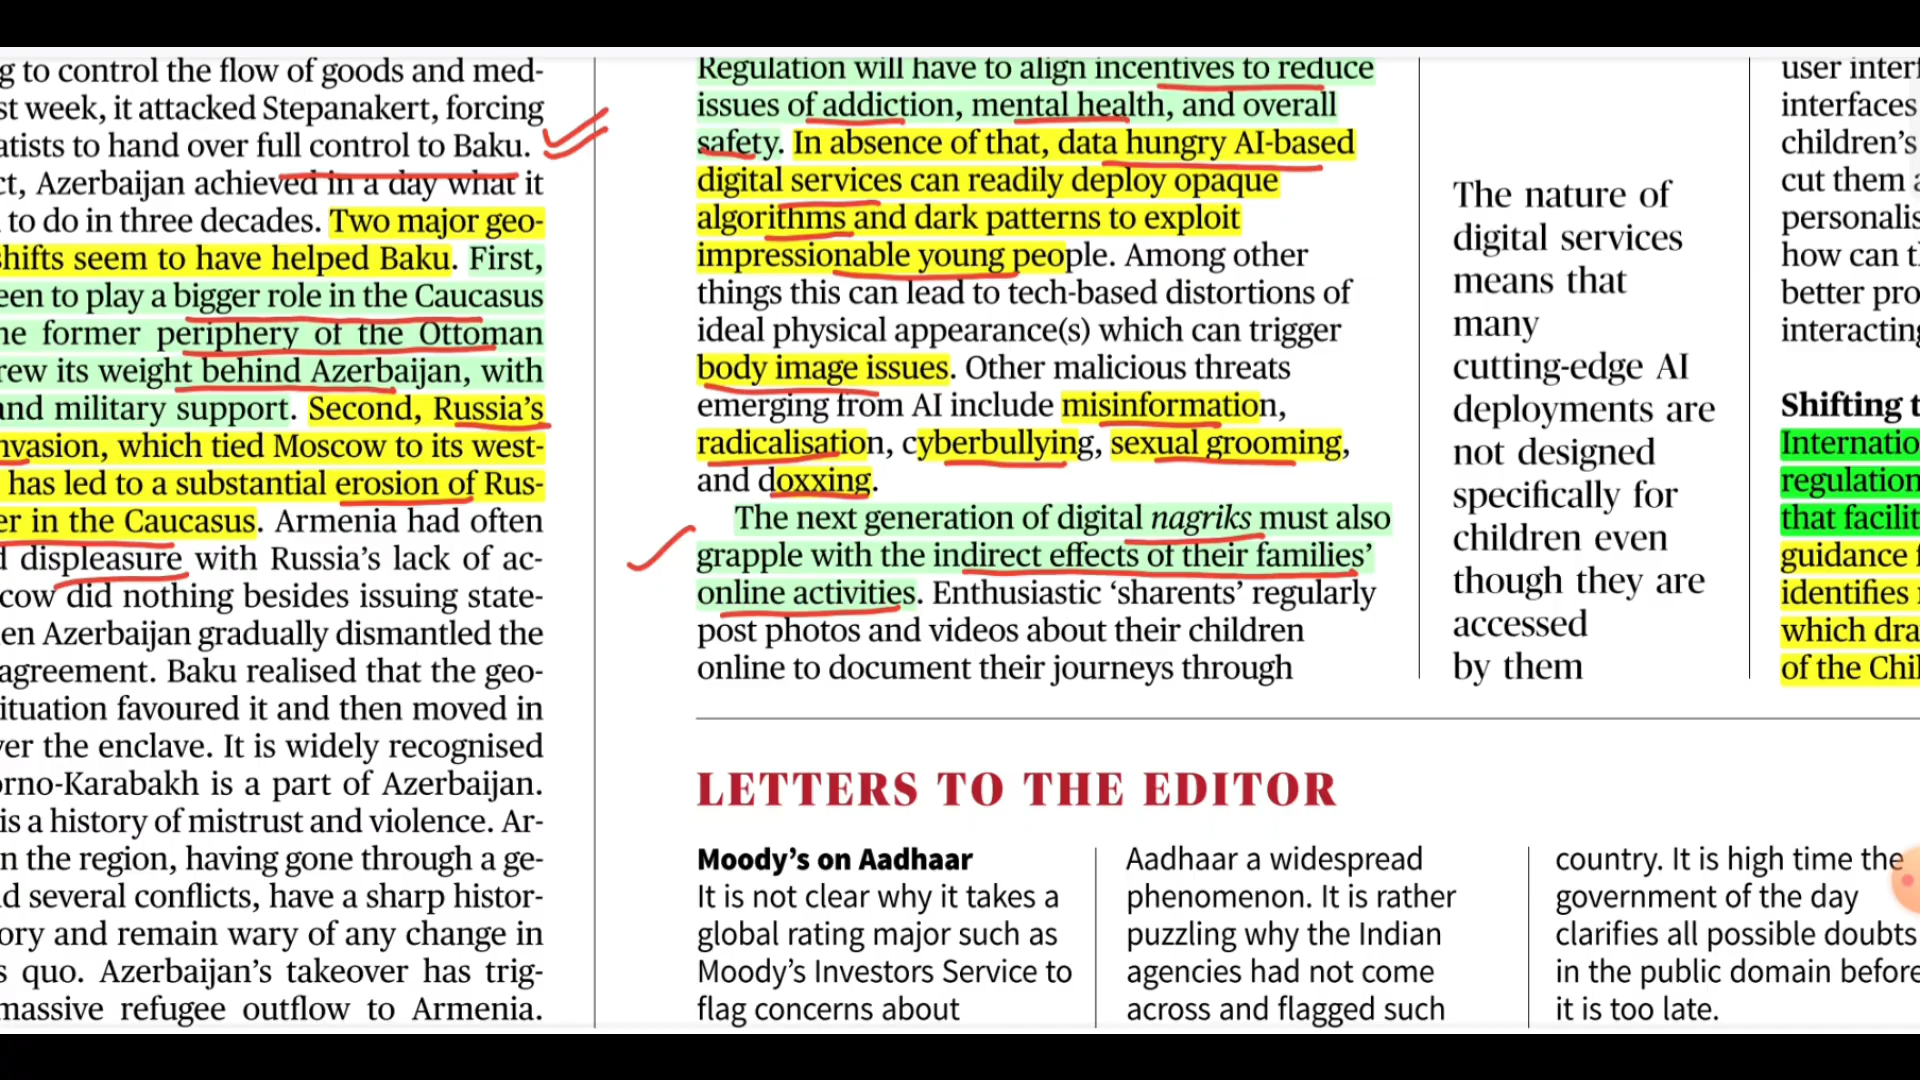 g to control the flow of goods and med-
st week, it attacked Stepanakert, forcing
atists to hand over full control to Baku.
ct, Azerbaijan achieved in a day what it
to do in three decades. Two major geo-
shifts seem to have helped Baku. First,
een to play a bigger role in the Caucasus
he former periphery of the Ottoman
rew its weight behind Azerbaijan, with
and military support. Second, Russia’s
nvasion, which tied Moscow to its west-
has led to a substantial erosion of Rus-
er in the Caucasus. Armenia had often
d displeasure with Russia’s lack of ac-
cow did nothing besides issuing state-
en Azerbaijan gradually dismantled the
agreement. Baku realised that the geo-
ituation favoured it and then moved in
ver the enclave. It is widely recognised
orno-Karabakh is a part of Azerbaijan.
is a history of mistrust and violence. Ar-
n the region, having gone through a ge-
d several conflicts, have a sharp histor-
ory and remain wary of any change in
s quo. Azerbaijan’s takeover has trig-
massive refugee outflow to Armenia.
Regulation will have to align incentives to reduce
issues of addiction, mental health, and overall
safety. In absence of that, data hungry AI-based
digital services can readily deploy opaque
algorithms and dark patterns to exploit
impressionable young people. Among other
things this can lead to tech-based distortions of
ideal physical appearance(s) which can trigger
body image issues. Other malicious threats
emerging from AI include misinformation,
radicalisation, cyberbullying, sexual grooming,
and doxxing.
The next generation of digital nagriks must also
grapple with the indirect effects of their families’
online activities. Enthusiastic ‘sharents’ regularly
post photos and videos about their children
online to document their journeys through
The nature of
digital services
means that
many
cutting-edge AI
deployments are
not designed
specifically for
children even
though they are
accessed
by them
user interf
interfaces
children’s
cut them a
personalis
how can t
better pro
interacting
Shifting t
Internatio
regulation
that facilit
guidance f
identifies
which dra
of the Chil
LETTERS TO THE EDITOR
Moody’s on Aadhaar
It is not clear why it takes a
global rating major such as
Moody’s Investors Service to
flag concerns about
Aadhaar a widespread
phenomenon. It is rather
puzzling why the Indian
agencies had not come
across and flagged such
country. It is high time the
government of the day
clarifies all possible doubts
in the public domain before
it is too late.